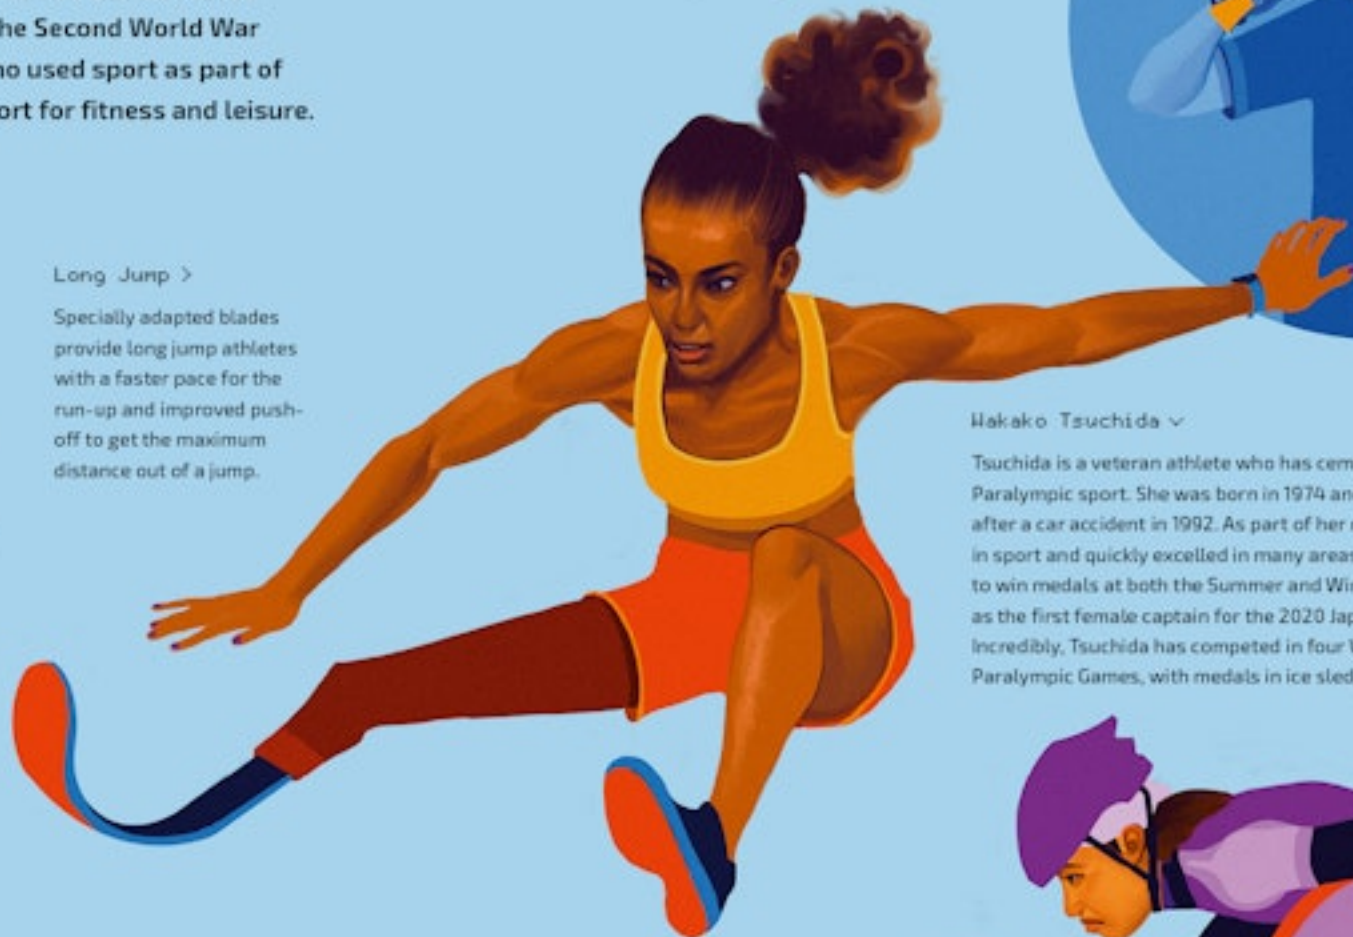 he Second World War
ho used sport as part of
ort for fitness and leisure.
Long Jump >
Specially adapted blades
provide long jump athletes
with a faster pace for the
run-up and improved push-
off to get the maximum
distance out of a jump.
Wakako Tsuchida
Tsuchida is a veteran athlete who has cem
Paralympic sport. She was born in 1974 an
after a car accident in 1992. As part of her
in sport and quickly excelled in many areas
to win medals at both the Summer and Wi
as the first female captain for the 2020 Jap
Incredibly, Tsuchida has competed in four
Paralympic Games, with medals in ice sled